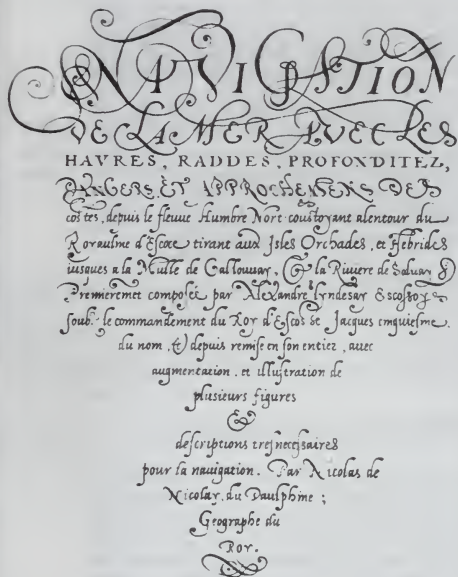 NAVIGATION
DE LA MER AVEC LES
HAVRES, RADDES, PROFONDITEZ,
DANGERS, ET APPROCHEMENS DES
costes, depuis le fleuue Humbre Nort coustoyant alentour du
Royaulme d'Escoce tirant aux Isles Orchades, et Hebrides
iusques a la Mulle de Gallouuay, & la Riuiere de Soluay &
Premieremet composée par Alexandre lyndesay Escossoys
soub. le commandement du Roy d'Escosse Jacques cinquiesme.
du nom, & depuis remise en son entier, auec
augmentation. et illustration de
plusieurs figures
&
descriptions tresnecessaires
pour la nauigation. Par Nicolas de
Nicolay, du Daulphine ;
Geographe du
Roy.